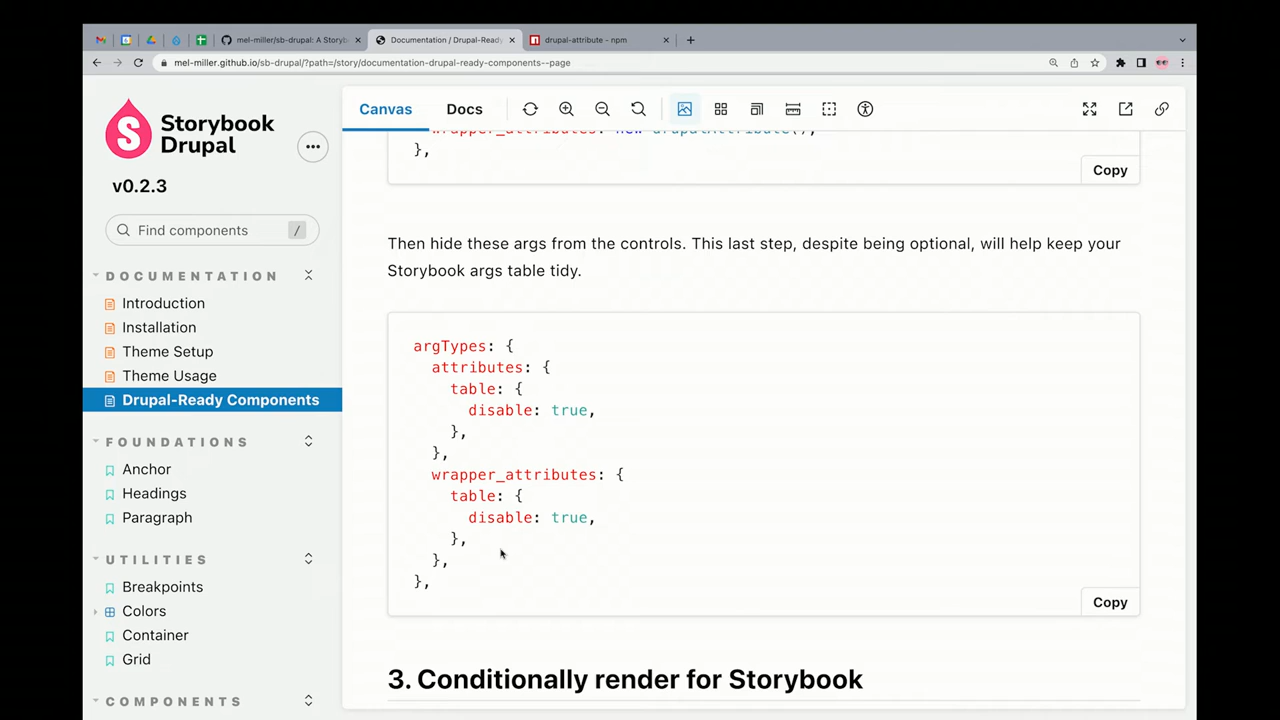 mel-miller/sb-drupal: A Storyb
Documentation / Drupal-Ready
drupal-attribute - npm
mel-miller.github.io/sb-drupal/?path=/story/documentation-drupal-ready-components--page
Storybook
Drupal
v0.2.3
Find components /
DOCUMENTATION
Introduction
Installation
Theme Setup
Theme Usage
Drupal-Ready Components
FOUNDATIONS
Anchor
Headings
Paragraph
UTILITIES
Breakpoints
Colors
Container
Grid
COMPONENTS
Canvas Docs
wrapper_attributes: new drupalAttribute(),
},
Copy
Then hide these args from the controls. This last step, despite being optional, will help keep your
Storybook args table tidy.
argTypes: {
attributes: {
table: {
disable: true,
},
},
wrapper_attributes: {
table: {
disable: true,
},
},
},
Copy
3. Conditionally render for Storybook